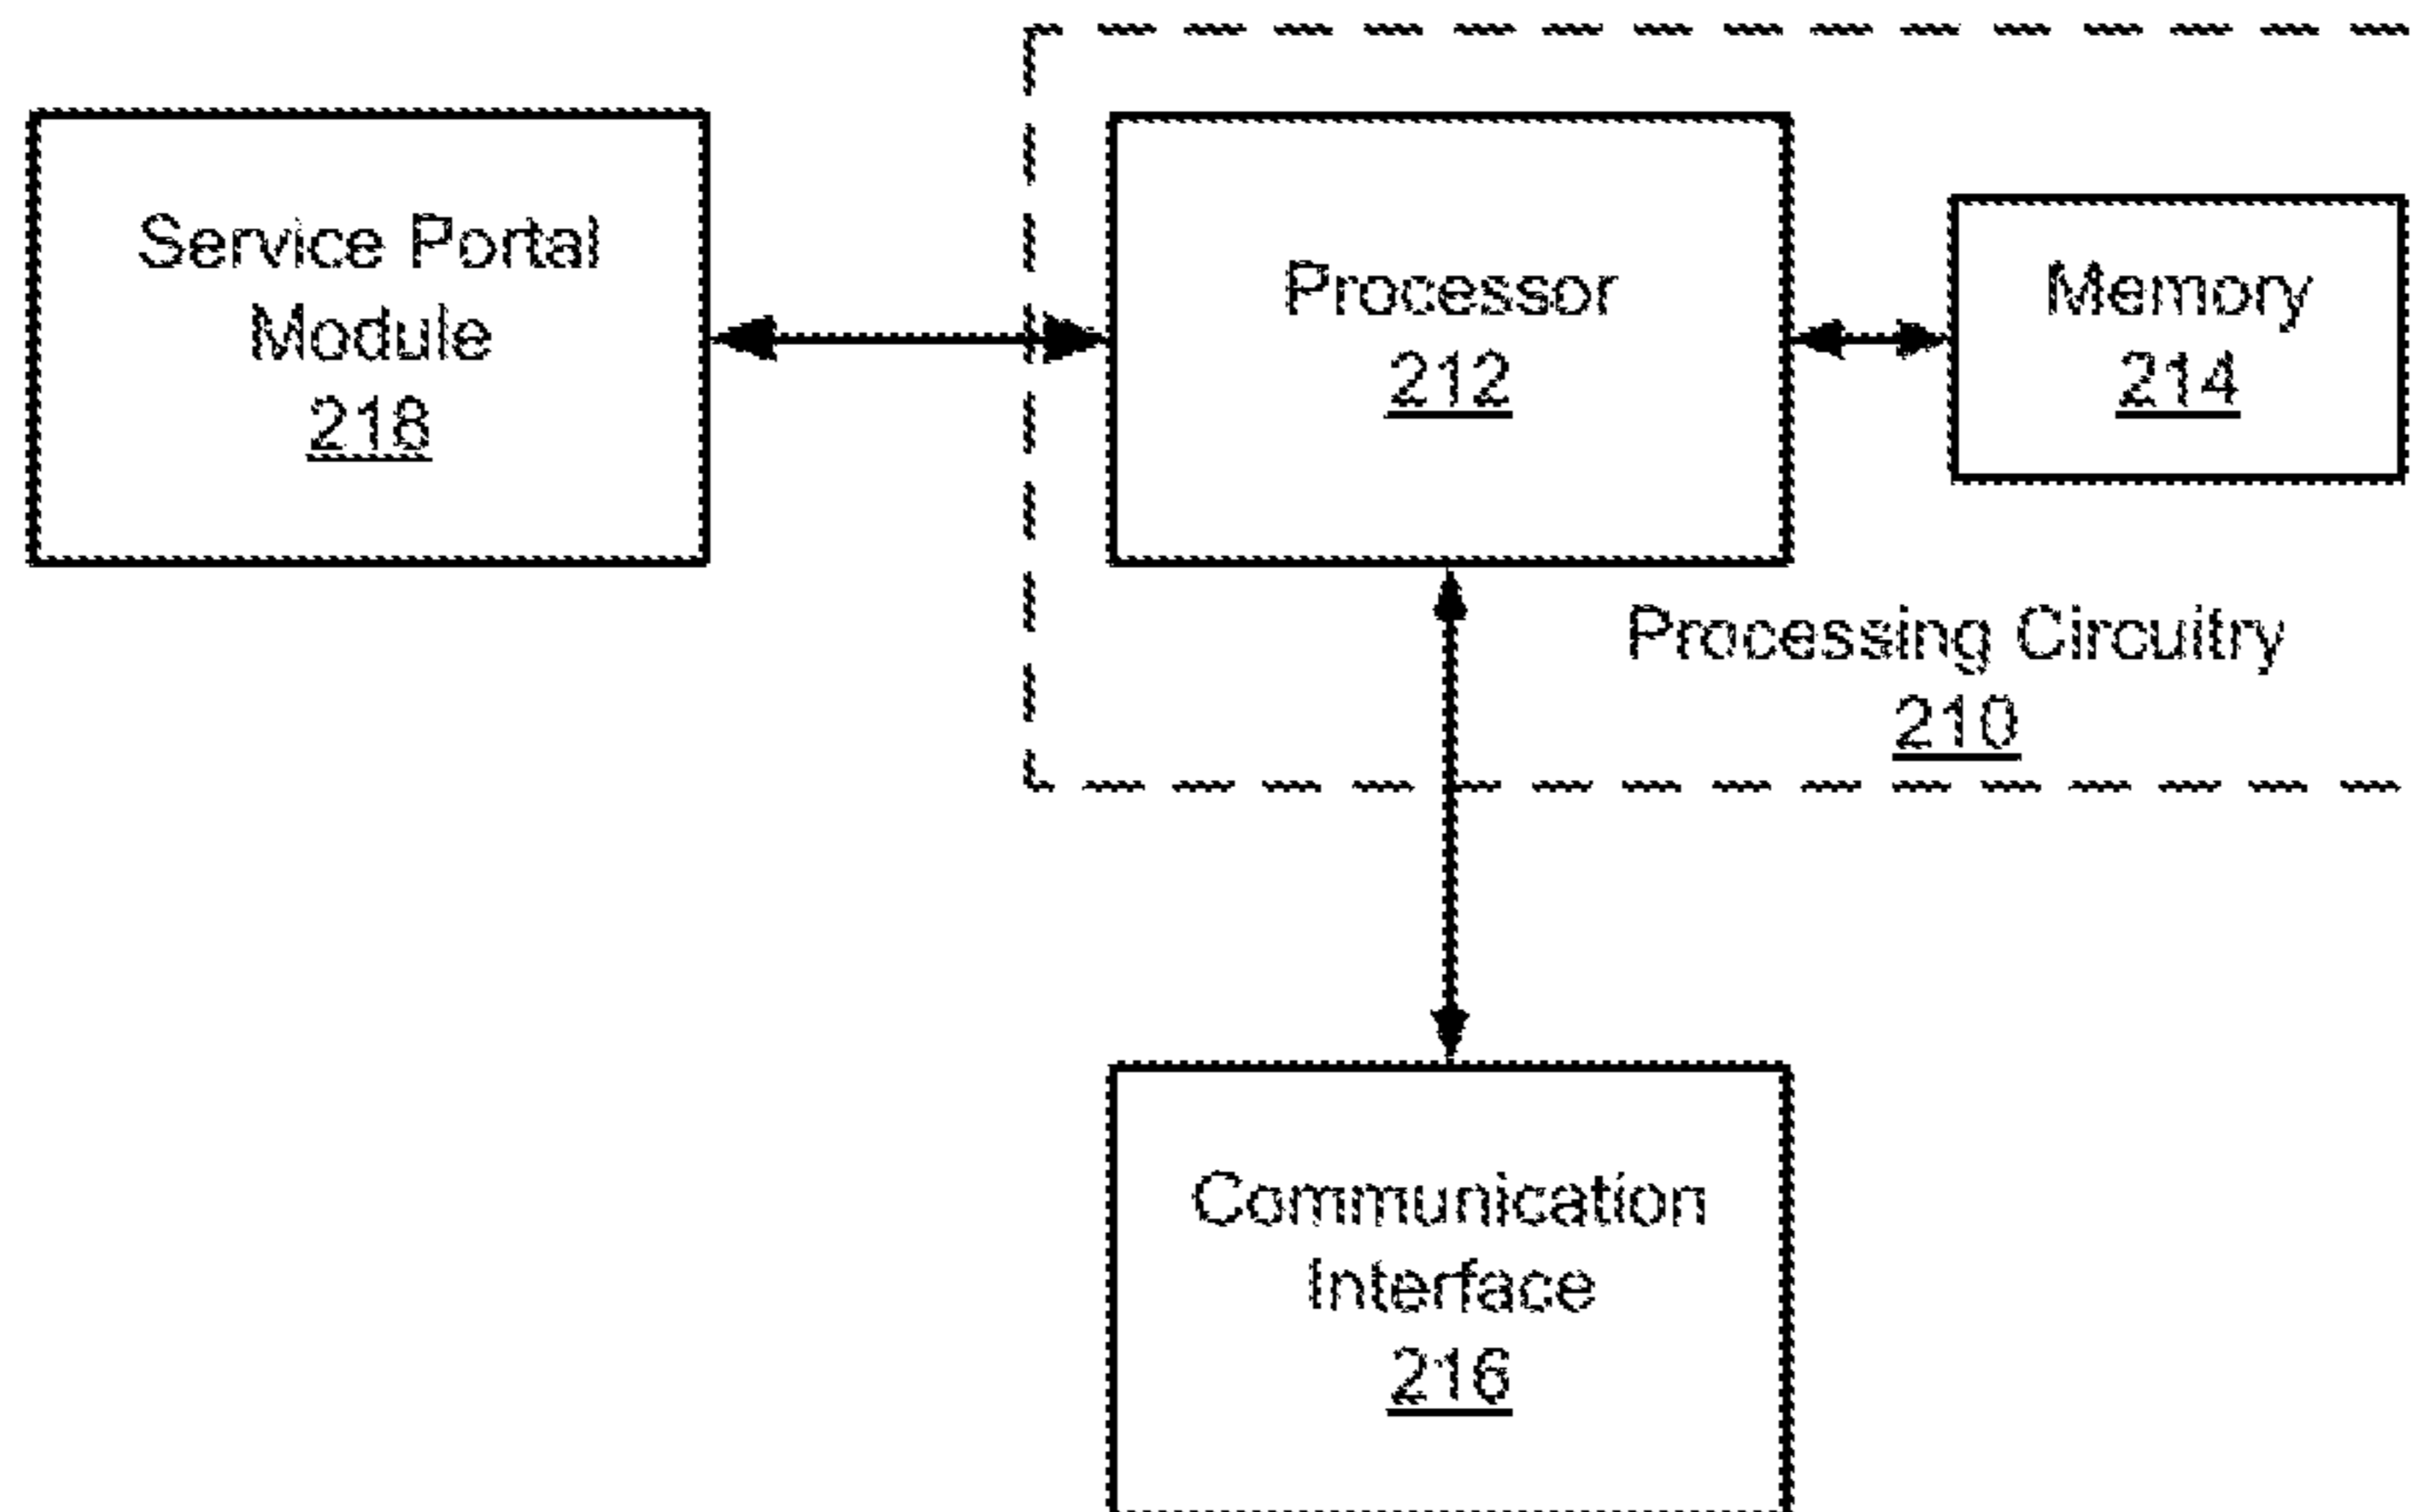 Service Portal
Module
218
Processor
212
Memory
214
Processing Circuitry
210
Communication
Interface
216